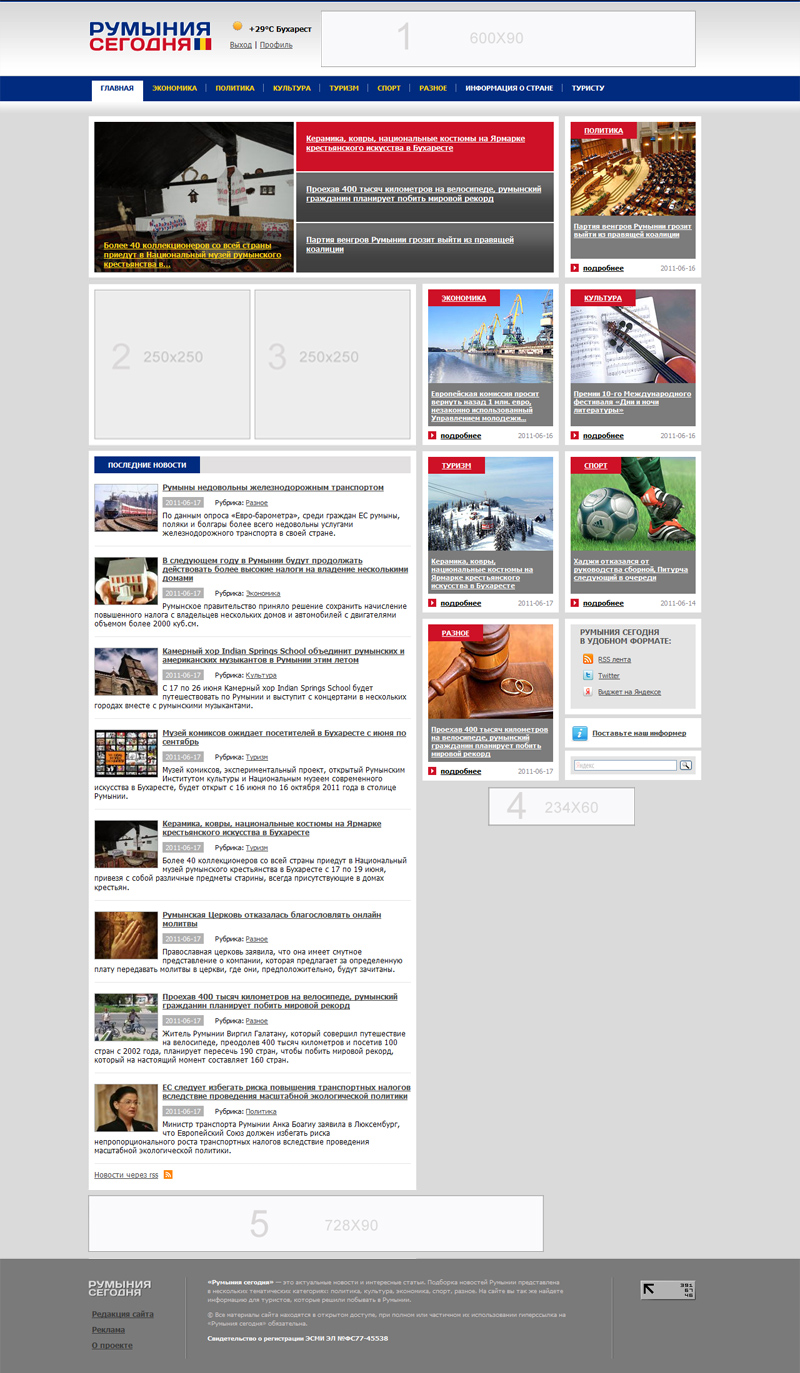 РУМЫНИЯ
СЕГОДНЯ
+29°C Бухарест
Выход | Профиль
1 600X90
ГЛАВНАЯ ЭКОНОМИКА ПОЛИТИКА КУЛЬТУРА ТУРИЗМ СПОРТ РАЗНОЕ ИНФОРМАЦИЯ О СТРАНЕ ТУРИСТУ
Более 40 коллекционеров со всей страны
приедут в Национальный музей румынского
крестьянства в...
Керамика, ковры, национальные костюмы на Ярмарке
крестьянского искусства в Бухаресте
Проехав 400 тысяч километров на велосипеде, румынский
гражданин планирует побить мировой рекорд
Партия венгров Румынии грозит выйти из правящей
коалиции
ПОЛИТИКА
Партия венгров Румынии грозит
выйти из правящей коалиции
подробнее 2011-06-16
2 250x250
3 250x250
ЭКОНОМИКА
Европейская комиссия просит
вернуть назад 1 млн. евро,
незаконно использованный
Управлением молодежи...
подробнее 2011-06-16
КУЛЬТУРА
Премии 10-го Международного
фестиваля «Дни и ночи
литературы»
подробнее 2011-06-16
ПОСЛЕДНИЕ НОВОСТИ
Румыны недовольны железнодорожным транспортом
2011-06-17 Рубрика: Разное
По данным опроса «Евро-барометра», среди граждан ЕС румыны,
поляки и болгары более всего недовольны услугами
железнодорожного транспорта в своей стране.
В следующем году в Румынии будут продолжать
действовать более высокие налоги на владение несколькими
домами
2011-06-17 Рубрика: Экономика
Румынское правительство приняло решение сохранить начисление
повышенного налога с владельцев нескольких домов и автомобилей с двигателями
объемом более 2000 куб.см.
Камерный хор Indian Springs School объединит румынских и
американских музыкантов в Румынии этим летом
2011-06-17 Рубрика: Культура
С 17 по 26 июня Камерный хор Indian Springs School будет
путешествовать по Румынии и выступит с концертами в нескольких
городах вместе с румынскими музыкантами.
Музей комиксов ожидает посетителей в Бухаресте с июня по
сентябрь
2011-06-17 Рубрика: Туризм
Музей комиксов, экспериментальный проект, открытый Румынским
Институтом культуры и Национальным музеем современного
искусства в Бухаресте, будет открыт с 16 июня по 16 октября 2011 года в столице
Румынии.
Керамика, ковры, национальные костюмы на Ярмарке
крестьянского искусства в Бухаресте
2011-06-17 Рубрика: Туризм
Более 40 коллекционеров со всей страны приедут в Национальный
музей румынского крестьянства в Бухаресте с 17 по 19 июня,
привезя с собой различные предметы старины, всегда присутствующие в домах
крестьян.
Румынская Церковь отказалась благословлять онлайн
молитвы
2011-06-17 Рубрика: Разное
Православная церковь заявила, что она имеет смутное
представление о компании, которая предлагает за определенную
плату передавать молитвы в церкви, где они, предположительно, будут зачитаны.
Проехав 400 тысяч километров на велосипеде, румынский
гражданин планирует побить мировой рекорд
2011-06-17 Рубрика: Разное
Житель Румынии Виргил Галатану, который совершил путешествие
на велосипеде, преодолев 400 тысяч километров и посетив 100
стран с 2002 года, планирует пересечь 190 стран, чтобы побить мировой рекорд,
который на настоящий момент составляет 160 стран.
ЕС следует избегать риска повышения транспортных налогов
вследствие проведения масштабной экологической политики
2011-06-17 Рубрика: Политика
Министр транспорта Румынии Анка Боагиу заявила в Люксембург,
что Европейский Союз должен избегать риска
непропорционального роста транспортных налогов вследствие проведения
масштабной экологической политики.
Новости через rss
ТУРИЗМ
Керамика, ковры,
национальные костюмы на
Ярмарке крестьянского
искусства в Бухаресте
подробнее 2011-06-17
СПОРТ
Хаджи отказался от
руководства сборной, Питурча
следующий в очереди
подробнее 2011-06-14
РАЗНОЕ
Проехав 400 тысяч километров
на велосипеде, румынский
гражданин планирует побить
мировой рекорд
подробнее 2011-06-17
РУМЫНИЯ СЕГОДНЯ
В УДОБНОМ ФОРМАТЕ:
RSS лента
Twitter
Виджет на Яндексе
Поставьте наш информер
Яндекс
4 234X60
5 728X90
РУМЫНИЯ
СЕГОДНЯ
Редакция сайта
Реклама
О проекте
«Румыния сегодня» — это актуальные новости и интересные статьи. Подборка новостей Румынии представлена
в нескольких тематических категориях: политика, культура, экономика, спорт, разное. На сайте вы так же найдете
информацию для туристов, которые решили побывать в Румынии.
© Все материалы сайта находятся в открытом доступе, при полном или частичном их использовании гиперссылка на
«Румыния сегодня» обязательна.
Свидетельство о регистрации ЭСМИ ЭЛ №ФС77-45538